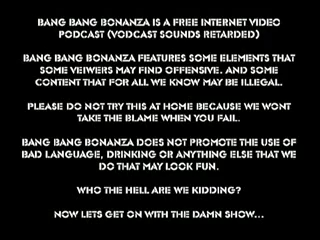 BANG BANG BONANZA IS A FREE INTERNET VIDEO
PODCAST (VODCAST SOUNDS RETARDED)
BANG BANG BONANZA FEATURES SOME ELEMENTS THAT
SOME VEIWERS MAY FIND OFFENSIVE. AND SOME
CONTENT THAT FOR ALL WE KNOW MAY BE ILLEGAL.
PLEASE DO NOT TRY THIS AT HOME BECAUSE WE WONT
TAKE THE BLAME WHEN YOU FAIL.
BANG BANG BONANZA DOES NOT PROMOTE THE USE OF
BAD LANGUAGE, DRINKING OR ANYTHING ELSE THAT WE
DO THAT MAY LOOK FUN.
WHO THE HELL ARE WE KIDDING?
NOW LETS GET ON WITH THE DAMN SHOW...